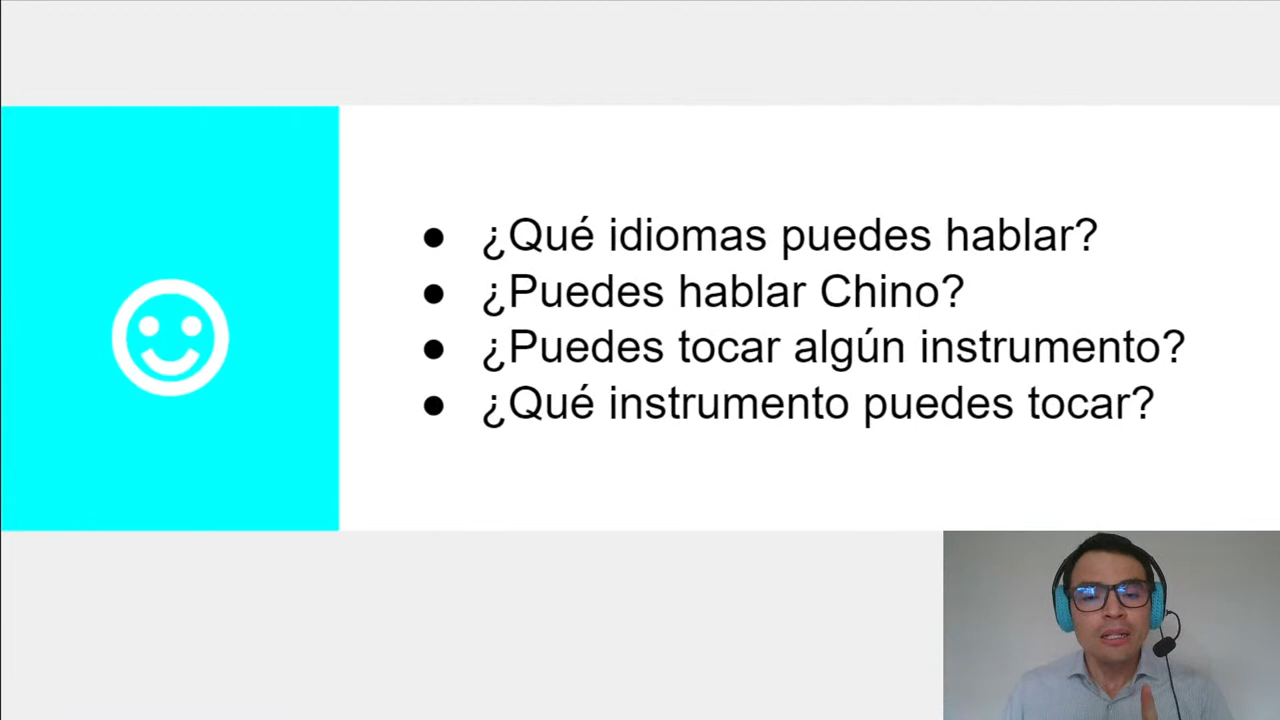 ¿Qué idiomas puedes hablar?
¿Puedes hablar Chino?
¿Puedes tocar algún instrumento?
¿Qué instrumento puedes tocar?